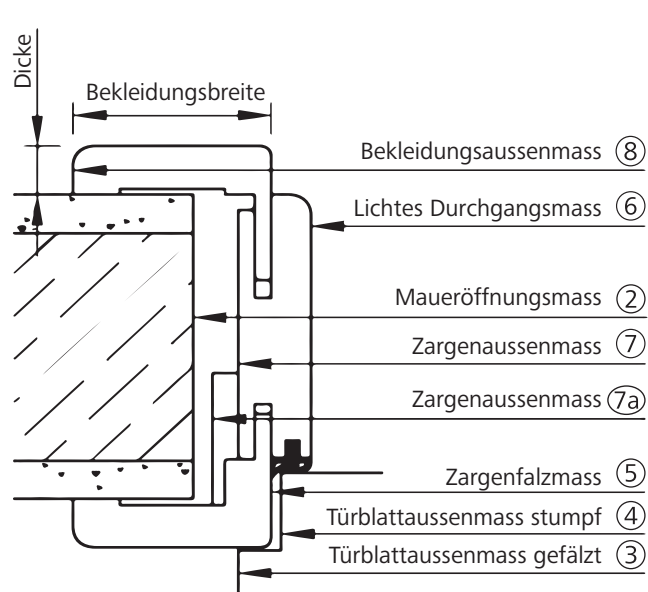 Dicke
Bekleidungsbreite
Bekleidungsaussenmass 8
Lichtes Durchgangsmass 6
Maueröffnungsmass 2
Zargenaussenmass 7
Zargenaussenmass 7a
Zargenfalzmass 5
Türblattaussenmass stumpf 4
Türblattaussenmass gefälzt 3